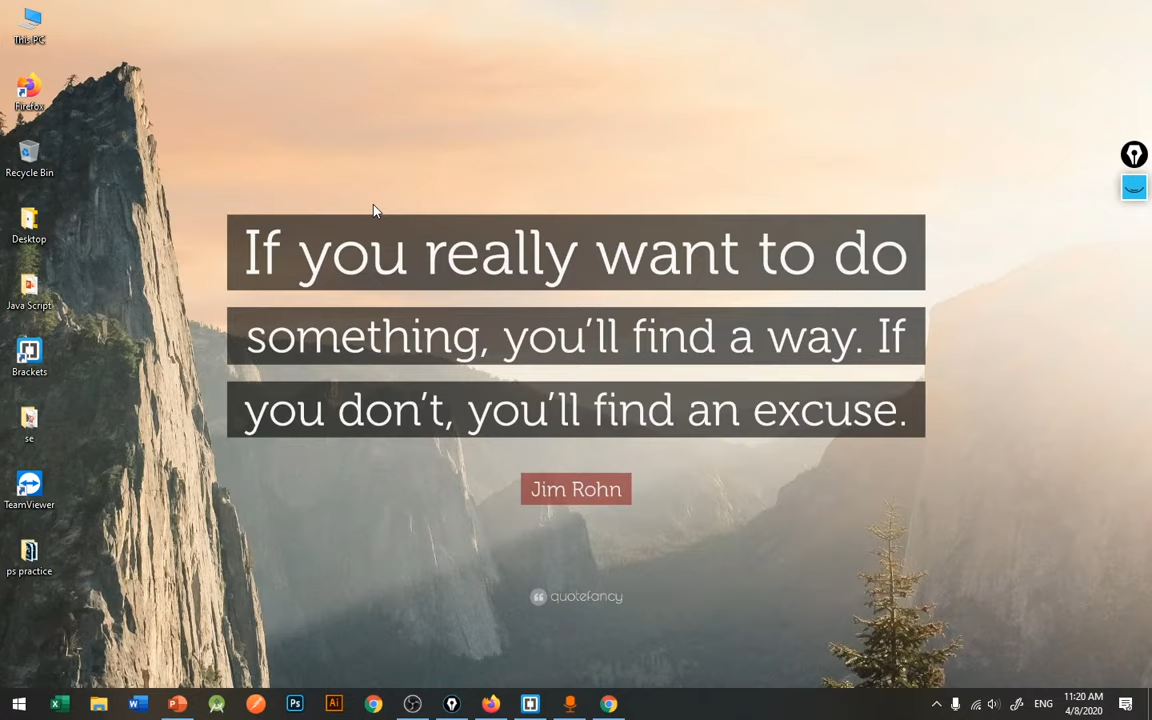 This PC
Firefox
Recycle Bin
Desktop
Java Script
Brackets
se
TeamViewer
ps practice
If you really want to do
something, you'll find a way. If
you don't, you'll find an excuse.
Jim Rohn
quotefancy
Ps
Ai
ENG
11:20 AM
4/8/2020